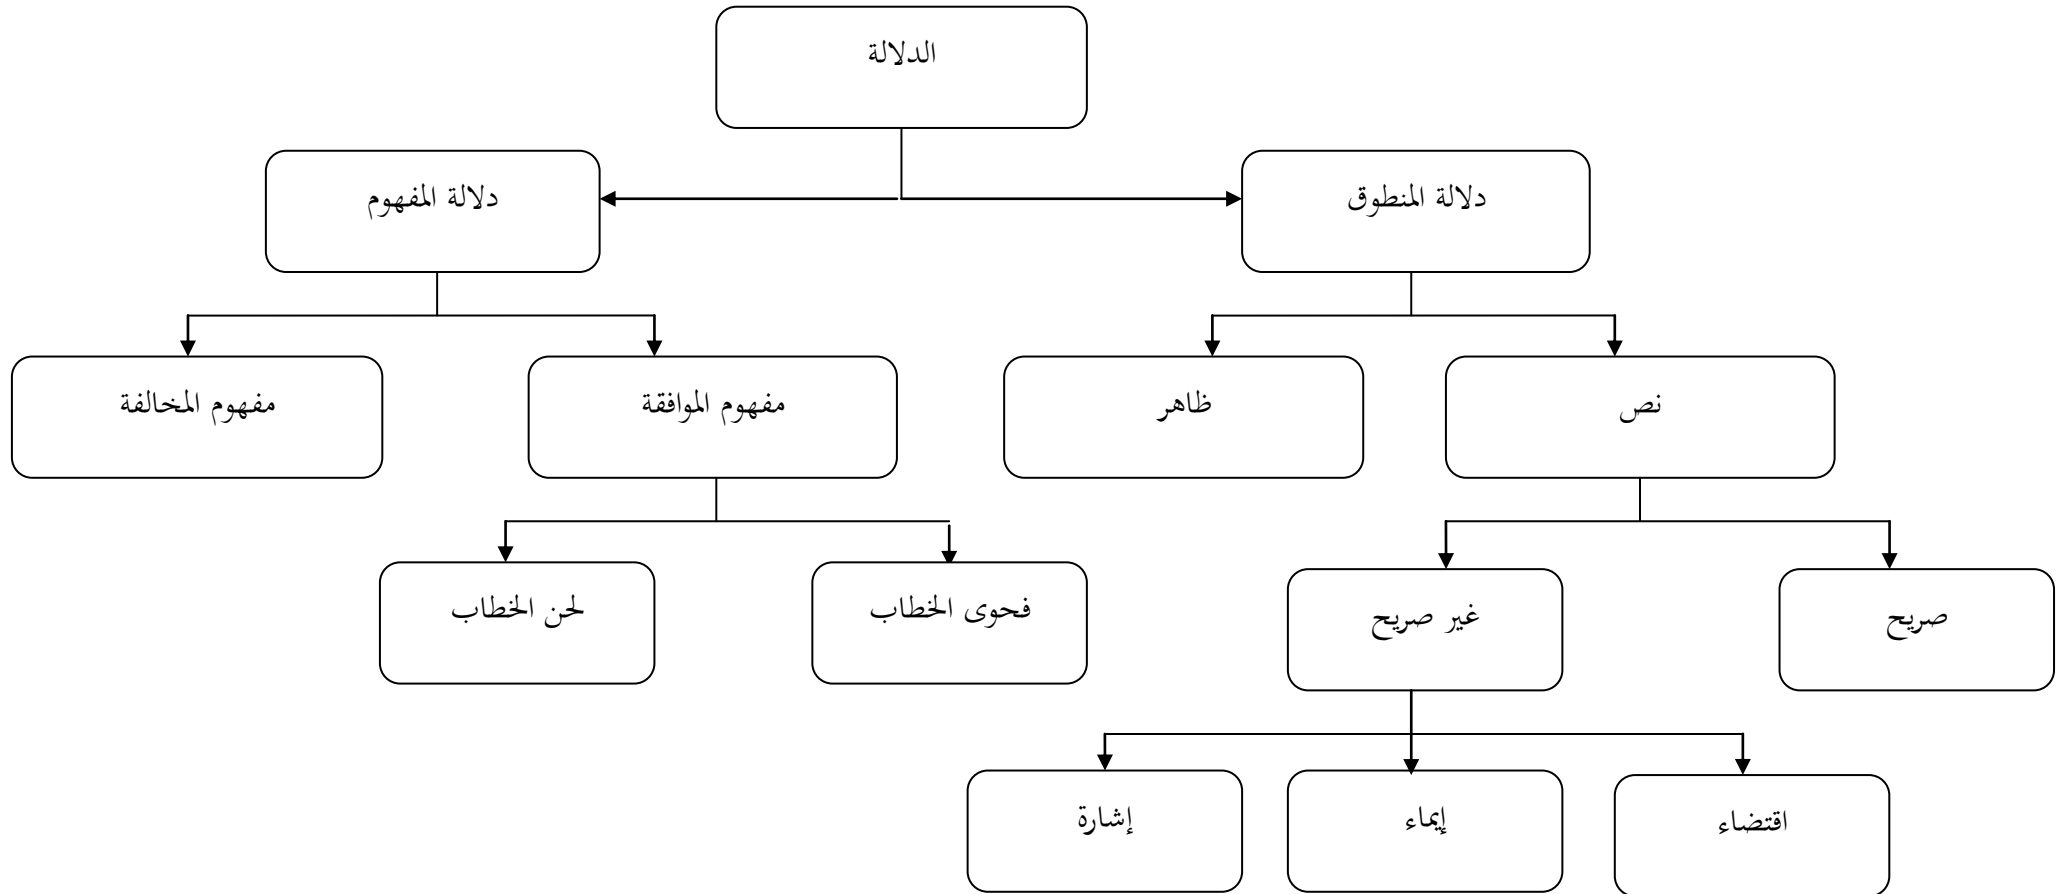 الدلالة
دلالة المنطوق
دلالة المفهوم
نص
ظاهر
مفهوم الموافقة
مفهوم المخالفة
صريح
غير صريح
فحوى الخطاب
لحن الخطاب
اقتضاء
إيماء
إشارة